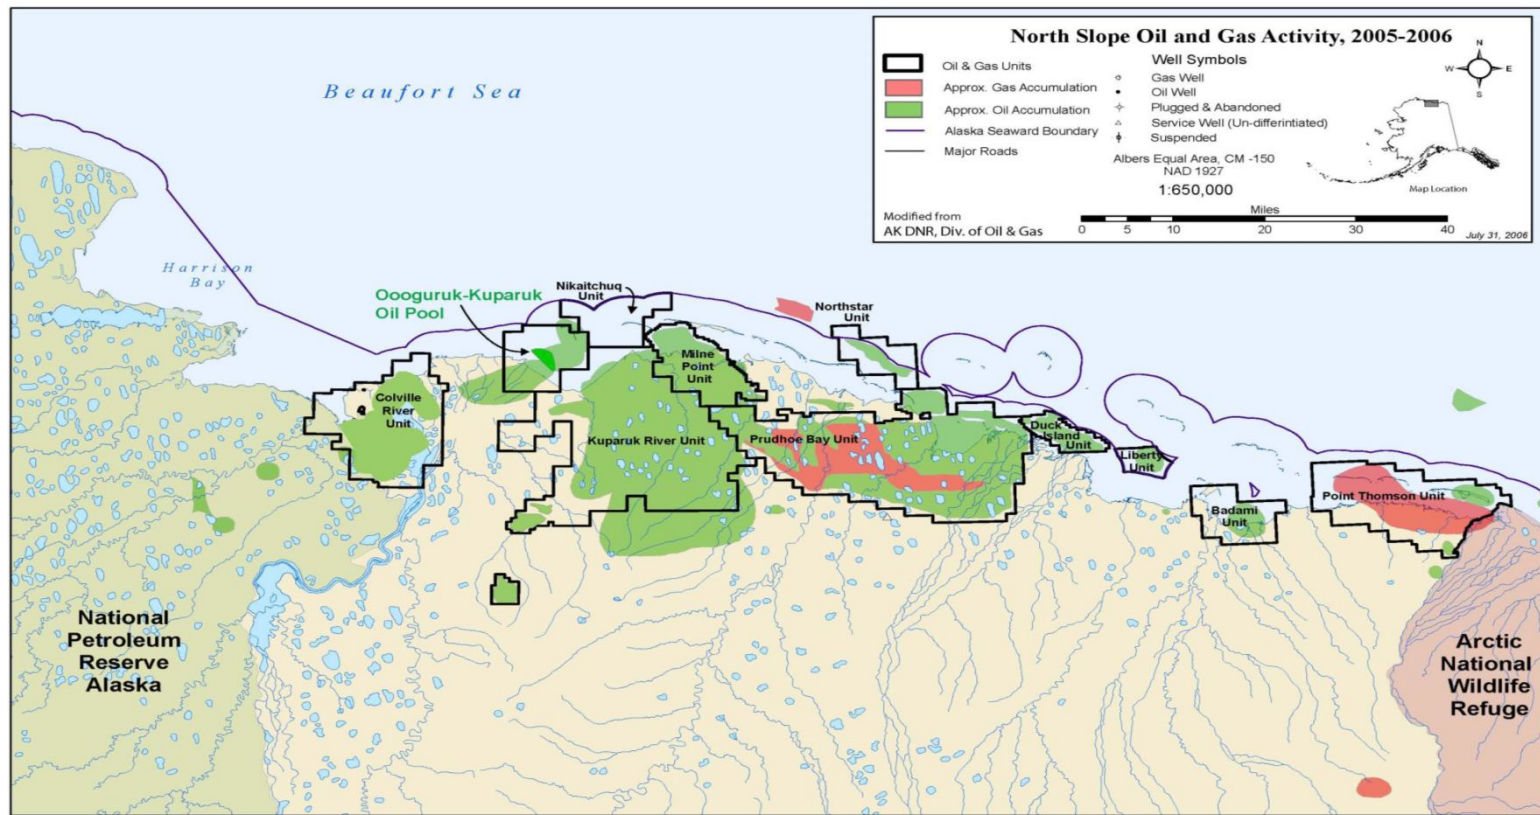 North Slope Oil and Gas Activity, 2005-2006
Oil & Gas Units
Approx. Gas Accumulation
Approx. Oil Accumulation
Alaska Seaward Boundary
Major Roads
Well Symbols
Gas Well
Oil Well
Plugged & Abandoned
Service Well (Un-differintiated)
Suspended
Albers Equal Area, CM -150
NAD 1927
1:650,000
N
W
E
S
Map Location
Modified from
AK DNR, Div. of Oil & Gas
Miles
0 5 10 20 30 40
July 31, 2006
Beaufort Sea
Harrison
Bay
Oooguruk-Kuparuk
Oil Pool
Nikaitchuq
Unit
Northstar
Unit
Milne
Point
Unit
Colville
River
Unit
Kuparuk River Unit
Prudhoe Bay Unit
Duck
Island
Unit
Liberty
Unit
Badami
Unit
Point Thomson Unit
National
Petroleum
Reserve
Alaska
Arctic
National
Wildlife
Refuge